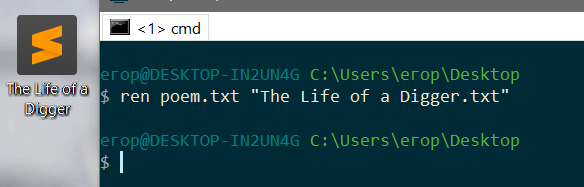 The Life of a
Digger
<1> cmd
erop@DESKTOP-IN2UN4G C:\Users\erop\Desktop
$ ren poem.txt "The Life of a Digger.txt"
erop@DESKTOP-IN2UN4G C:\Users\erop\Desktop
$